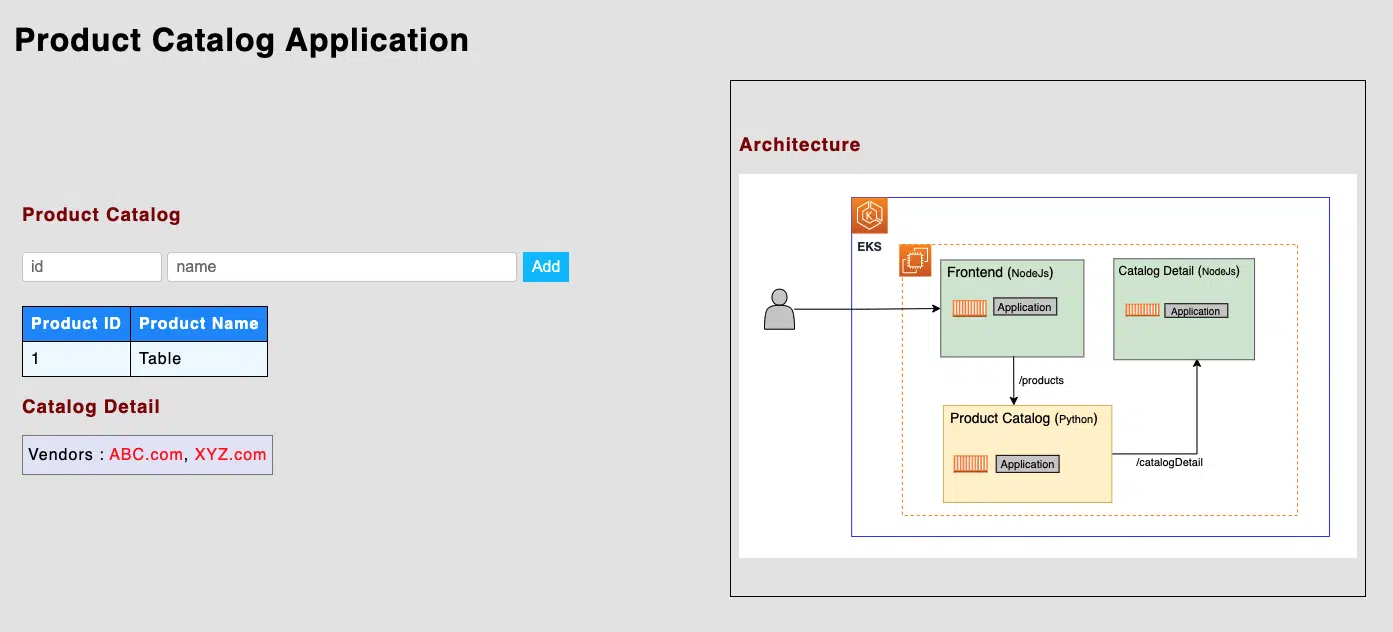 Product Catalog Application
Product Catalog
id
name
Add
Product ID Product Name
1 Table
Catalog Detail
Vendors : ABC.com, XYZ.com
Architecture
EKS
Frontend (NodeJs)
Application
Catalog Detail (NodeJs)
Application
/products
Product Catalog (Python)
Application
/catalogDetail